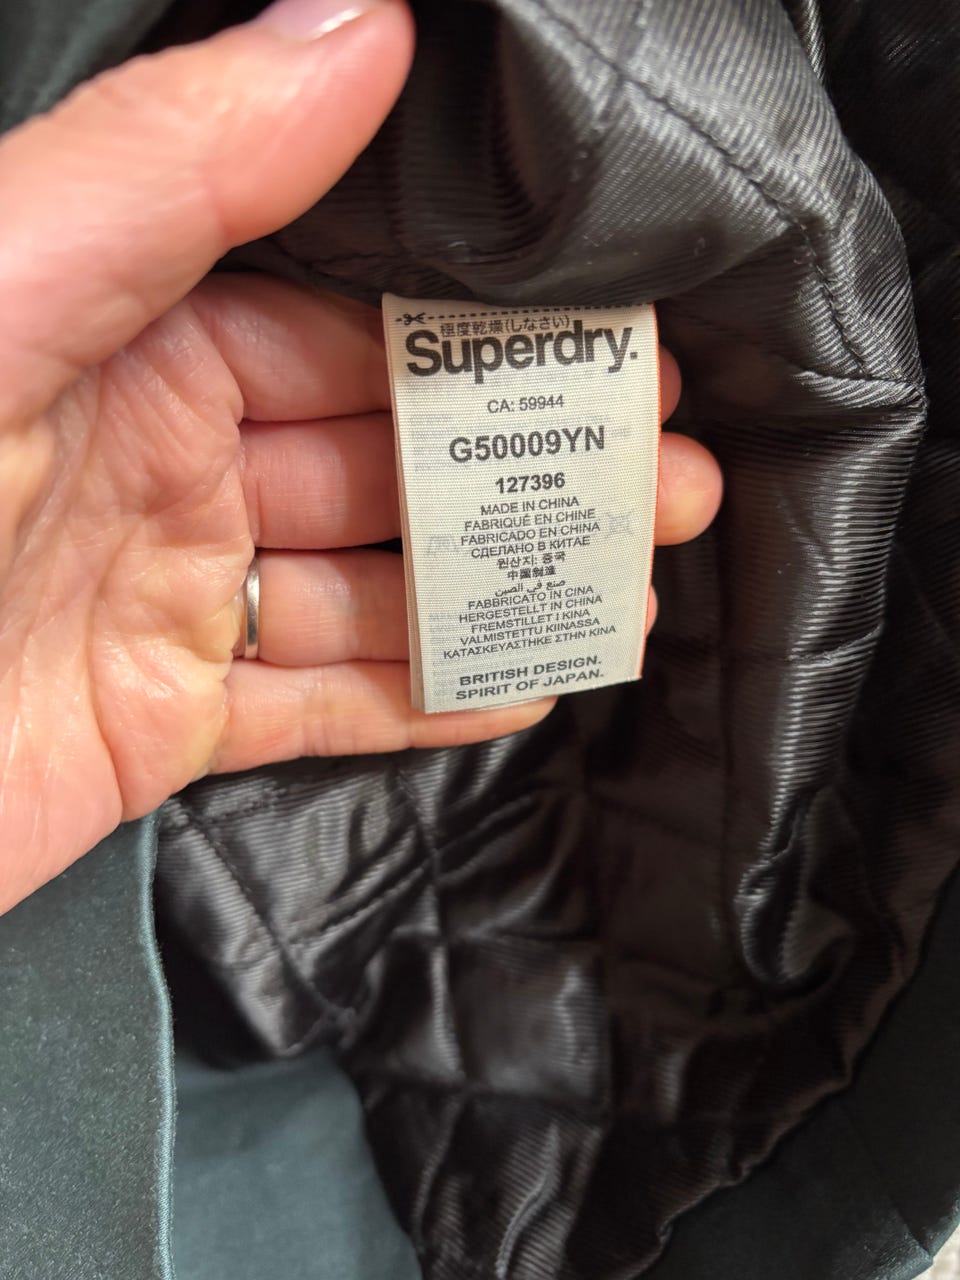 極度乾燥(しなさい)
Superdry.
CA: 59944
G50009YN
127396
MADE IN CHINA
FABRIQUÉ EN CHINE
FABRICADO EN CHINA
СДЕЛАНО В КИТАЕ
원산지: 중국
中國制造
صنع في الصين
FABBRICATO IN CINA
HERGESTELLT IN CHINA
FREMSTILLET I KINA
VALMISTETTU KIINASSA
ΚΑΤΑΣΚΕΥΑΣΤΗΚΕ ΣΤΗΝ ΚΙΝΑ
BRITISH DESIGN.
SPIRIT OF JAPAN.